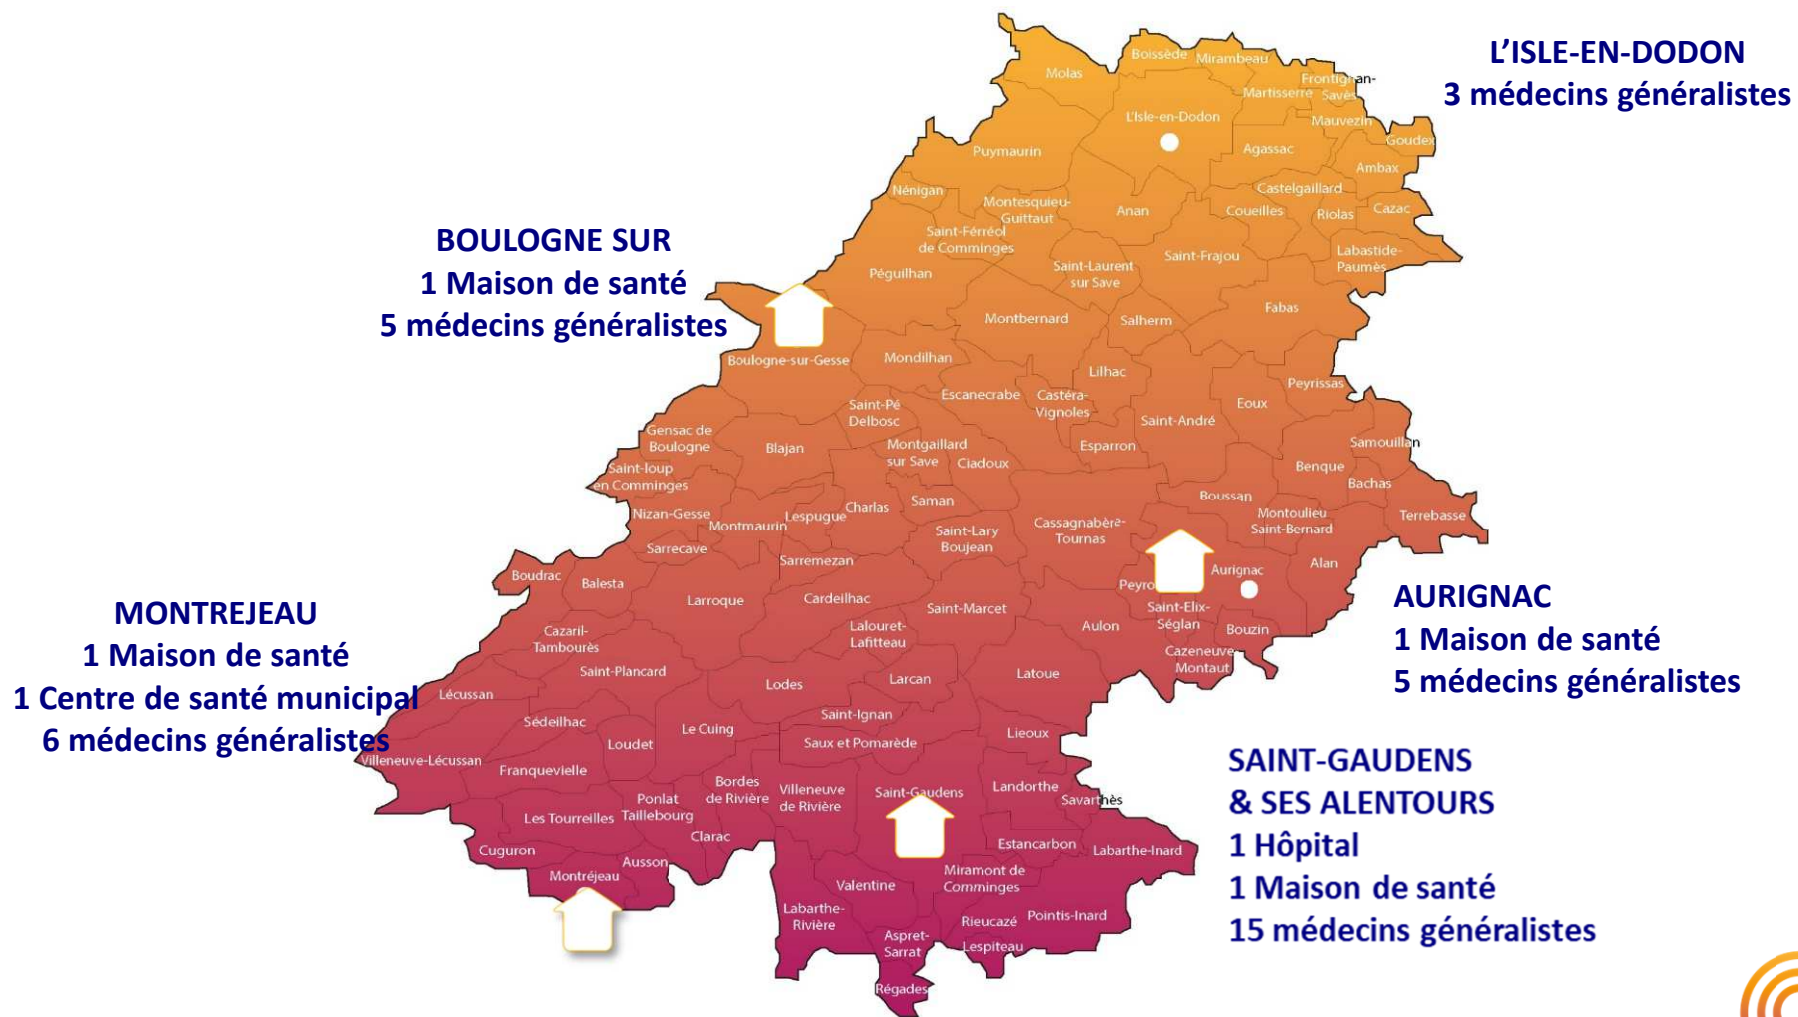 L'ISLE-EN-DODON
3 médecins généralistes
BOULOGNE SUR
1 Maison de santé
5 médecins généralistes
MONTREJEAU
1 Maison de santé
1 Centre de santé municipal
6 médecins généralistes
AURIGNAC
1 Maison de santé
5 médecins généralistes
SAINT-GAUDENS
& SES ALENTOURS
1 Hôpital
1 Maison de santé
15 médecins généralistes
Molas
Boissède
Mirambeau
Frontignan-
Savès
Martisserre
L'Isle-en-Dodon
Mauvezin
Goudex
Puymaurin
Agassac
Ambax
Nénigan
Castelgaillard
Montesquieu-
Guittaut
Anan
Coueilles
Riolas
Cazac
Saint-Férréol
de Comminges
Saint-Frajou
Labastide-
Paumès
Péguilhan
Saint-Laurent
sur Save
Fabas
Montbernard
Salherm
Boulogne-sur-Gesse
Mondilhan
Lilhac
Peyrissas
Escanecrabe
Castéra-
Vignoles
Eoux
Saint-Pé
Delbosc
Saint-André
Gensac de
Boulogne
Blajan
Montgaillard
sur Save
Ciadoux
Esparron
Samouillan
Saint-loup
en Comminges
Benque
Bachas
Boussan
Saman
Charlas
Nizan-Gesse
Montmaurin
Lespugue
Cassagnabère-
Tournas
Montoulieu
Saint-Bernard
Terrebasse
Saint-Lary
Boujean
Sarrecave
Sarremezan
Boudrac
Balesta
Peyro
Aurignac
Alan
Larroque
Cardeilhac
Saint-Marcet
Saint-Elix-
Séglan
Lalouret-
Lafitteau
Aulon
Bouzin
Cazaril-
Tambourès
Cazeneuve-
Montaut
Saint-Plancard
Lodes
Larcan
Latoue
Lécussan
Sédeilhac
Saint-Ignan
Le Cuing
Loudet
Saux et Pomarède
Lieoux
Villeneuve-Lécussan
Franquevielle
Bordes
de Rivière
Villeneuve
de Rivière
Saint-Gaudens
Landorthe
Savarthès
Ponlat
Taillebourg
Les Tourreilles
Clarac
Estancarbon
Labarthe-Inard
Cuguron
Ausson
Montréjeau
Valentine
Miramont de
Comminges
Labarthe-
Rivière
Rieucazé
Pointis-Inard
Aspret-
Sarrat
Lespiteau
Régades